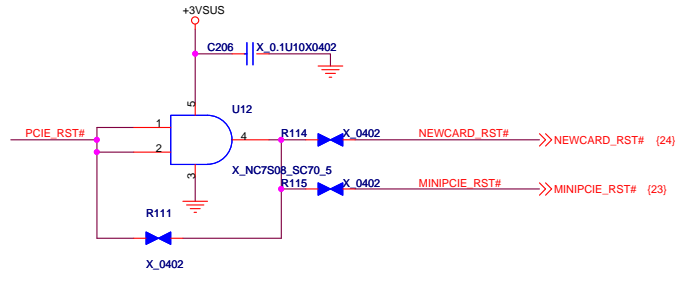 +3VSUS
C206 X_0.1U10X0402
5
U12
PCIE_RST# 1 4 R114 X_0402 NEWCARD_RST# NEWCARD_RST# {24}
2
X_NC7S08_SC70_5
3 R115 X_0402 MINIPCIE_RST# MINIPCIE_RST# {23}
R111
X_0402